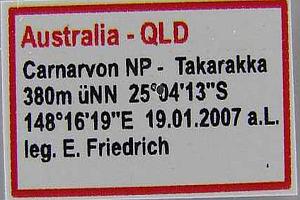 Australia - QLD
Carnarvon NP - Takarakka
380m üNN 25°04'13"S
148°16'19"E 19.01.2007 a.L.
leg. E. Friedrich